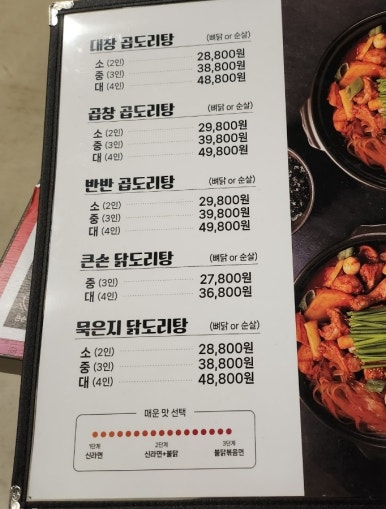 대창 곱도리탕 (뼈닭 or 순살)
소 (2인) 28,800원
중 (3인) 38,800원
대 (4인) 48,800원
곱창 곱도리탕 (뼈닭 or 순살)
소 (2인) 29,800원
중 (3인) 39,800원
대 (4인) 49,800원
반반 곱도리탕 (뼈닭 or 순살)
소 (2인) 29,800원
중 (3인) 39,800원
대 (4인) 49,800원
큰손 닭도리탕 (뼈닭 or 순살)
중 (3인) 27,800원
대 (4인) 36,800원
묵은지 닭도리탕 (뼈닭 or 순살)
소 (2인) 28,800원
중 (3인) 38,800원
대 (4인) 48,800원
매운 맛 선택
1단계 2단계 3단계
신라면 신라면+불닭 불닭볶음면